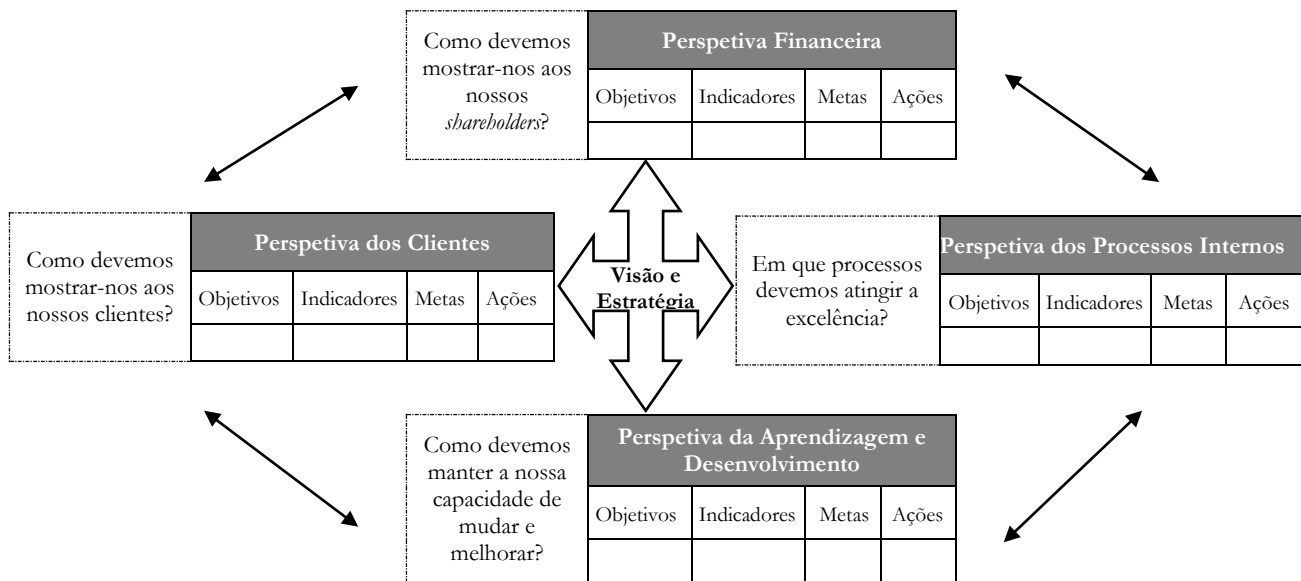 Como devemos
mostrar-nos aos
nossos
shareholders?
Perspetiva Financeira
Objetivos Indicadores Metas Ações
Como devemos
mostrar-nos aos
nossos clientes?
Perspetiva dos Clientes
Objetivos Indicadores Metas Ações
Visão e
Estratégia
Em que processos
devemos atingir a
excelência?
Perspetiva dos Processos Internos
Objetivos Indicadores Metas Ações
Como devemos
manter a nossa
capacidade de
mudar e
melhorar?
Perspetiva da Aprendizagem e
Desenvolvimento
Objetivos Indicadores Metas Ações